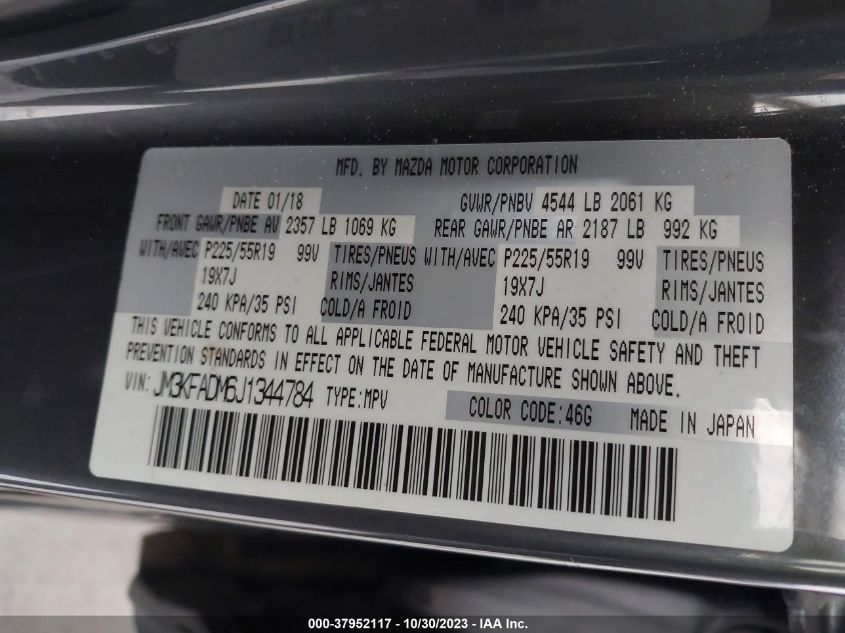 MFD. BY MAZDA MOTOR CORPORATION
DATE 01/18 GVWR/PNBV 4544 LB 2061 KG
FRONT GAWR/PNBE AV 2357 LB 1069 KG REAR GAWR/PNBE AR 2187 LB 992 KG
WITH/AVEC P225/55R19 99V TIRES/PNEUS WITH/AVEC P225/55R19 99V TIRES/PNEUS
19X7J RIMS/JANTES 19X7J RIMS/JANTES
240 KPA/35 PSI COLD/A FROID 240 KPA/35 PSI COLD/A FROID
THIS VEHICLE CONFORMS TO ALL APPLICABLE FEDERAL MOTOR VEHICLE SAFETY AND THEFT
PREVENTION STANDARDS IN EFFECT ON THE DATE OF MANUFACTURE SHOWN ABOVE.
VIN: JM3KFADM6J1344784 TYPE:MPV COLOR CODE:46G MADE IN JAPAN
000-37952117 - 10/30/2023 - IAA Inc.